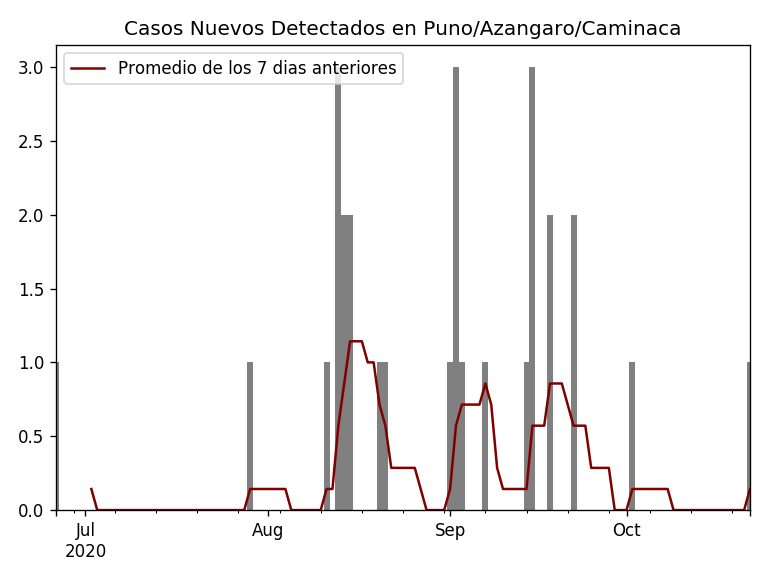 Casos Nuevos Detectados en Puno/Azangaro/Caminaca
Promedio de los 7 dias anteriores
3.0
2.5
2.0
1.5
1.0
0.5
0.0
Jul
2020
Aug
Sep
Oct